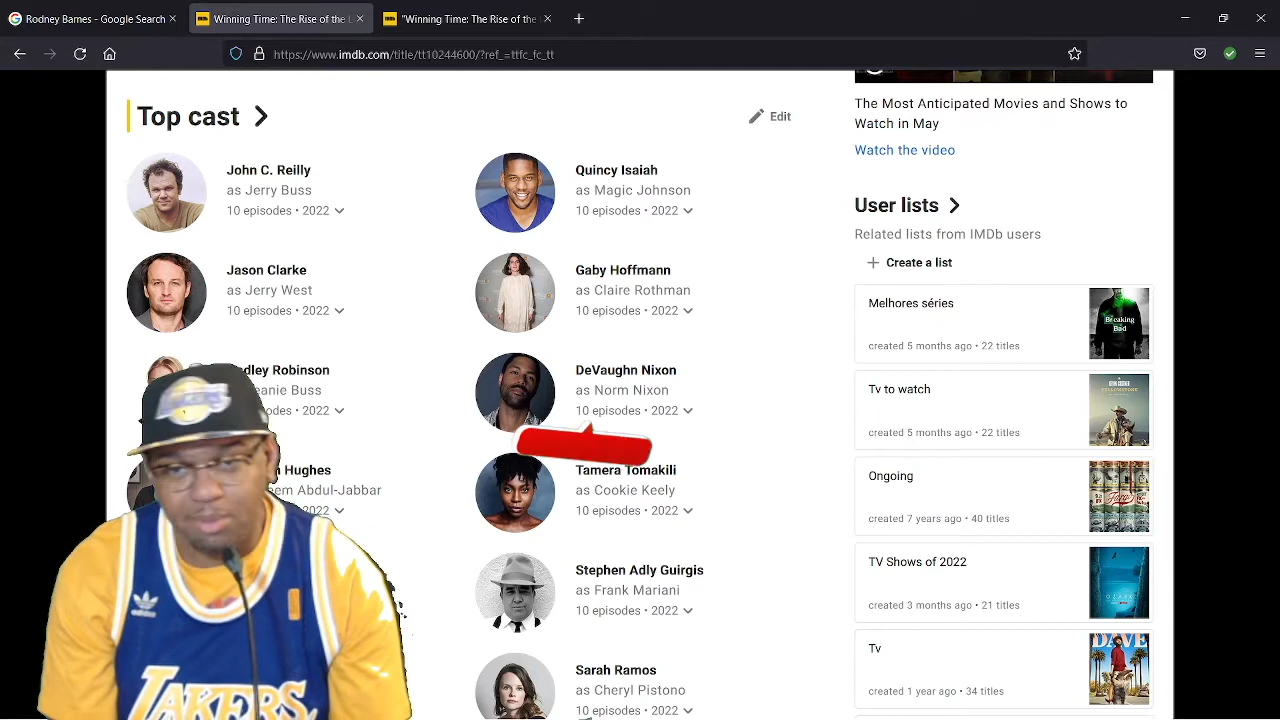 Rodney Barnes - Google Search
Winning Time: The Rise of the L
"Winning Time: The Rise of the L
https://www.imdb.com/title/tt10244600/?ref_=ttfc_fc_tt
Top cast
Edit
John C. Reilly
as Jerry Buss
10 episodes • 2022
Quincy Isaiah
as Magic Johnson
10 episodes • 2022
Jason Clarke
as Jerry West
10 episodes • 2022
Gaby Hoffmann
as Claire Rothman
10 episodes • 2022
dley Robinson
eanie Buss
odes • 2022
DeVaughn Nixon
as Norm Nixon
10 episodes • 2022
n Hughes
eem Abdul-Jabbar
odes • 2022
Tamera Tomakili
as Cookie Keely
10 episodes • 2022
Stephen Adly Guirgis
as Frank Mariani
10 episodes • 2022
Sarah Ramos
as Cheryl Pistono
10 episodes • 2022
The Most Anticipated Movies and Shows to
Watch in May
Watch the video
User lists
Related lists from IMDb users
Create a list
Melhores séries
created 5 months ago • 22 titles
Breaking
Bad
Tv to watch
created 5 months ago • 22 titles
Ongoing
created 7 years ago • 40 titles
TV Shows of 2022
created 3 months ago • 21 titles
OZARK
Tv
created 1 year ago • 34 titles
DAVE
LAKERS